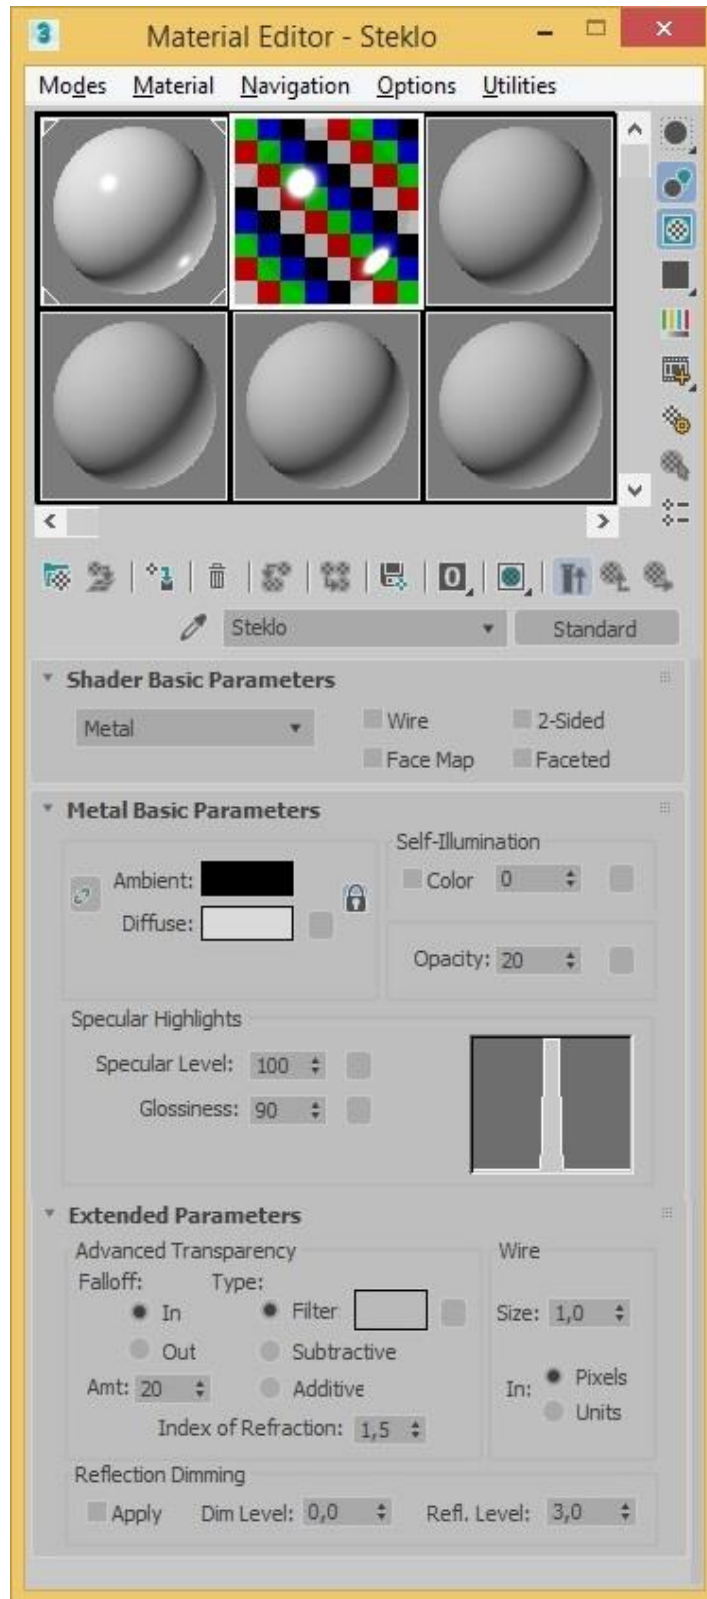 3 Material Editor - Steklo
Modes Material Navigation Options Utilities
0
Steklo Standard
Shader Basic Parameters
Metal Wire 2-Sided
Face Map Faceted
Metal Basic Parameters
Self-Illumination
Ambient: Color 0
Diffuse:
Opacity: 20
Specular Highlights
Specular Level: 100
Glossiness: 90
Extended Parameters
Advanced Transparency Wire
Falloff: Type:
In Filter Size: 1,0
Out Subtractive
Amt: 20 Additive In: Pixels
Units
Index of Refraction: 1,5
Reflection Dimming
Apply Dim Level: 0,0 Refl. Level: 3,0